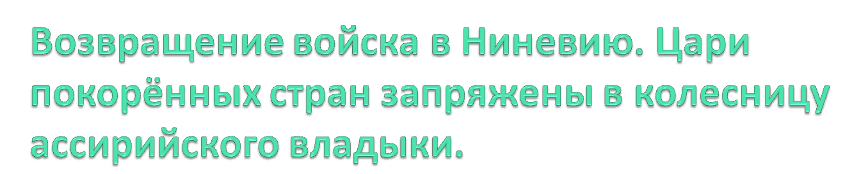 Возвращение войска в Ниневию. Цари
покорённых стран запряжены в колесницу
ассирийского владыки.